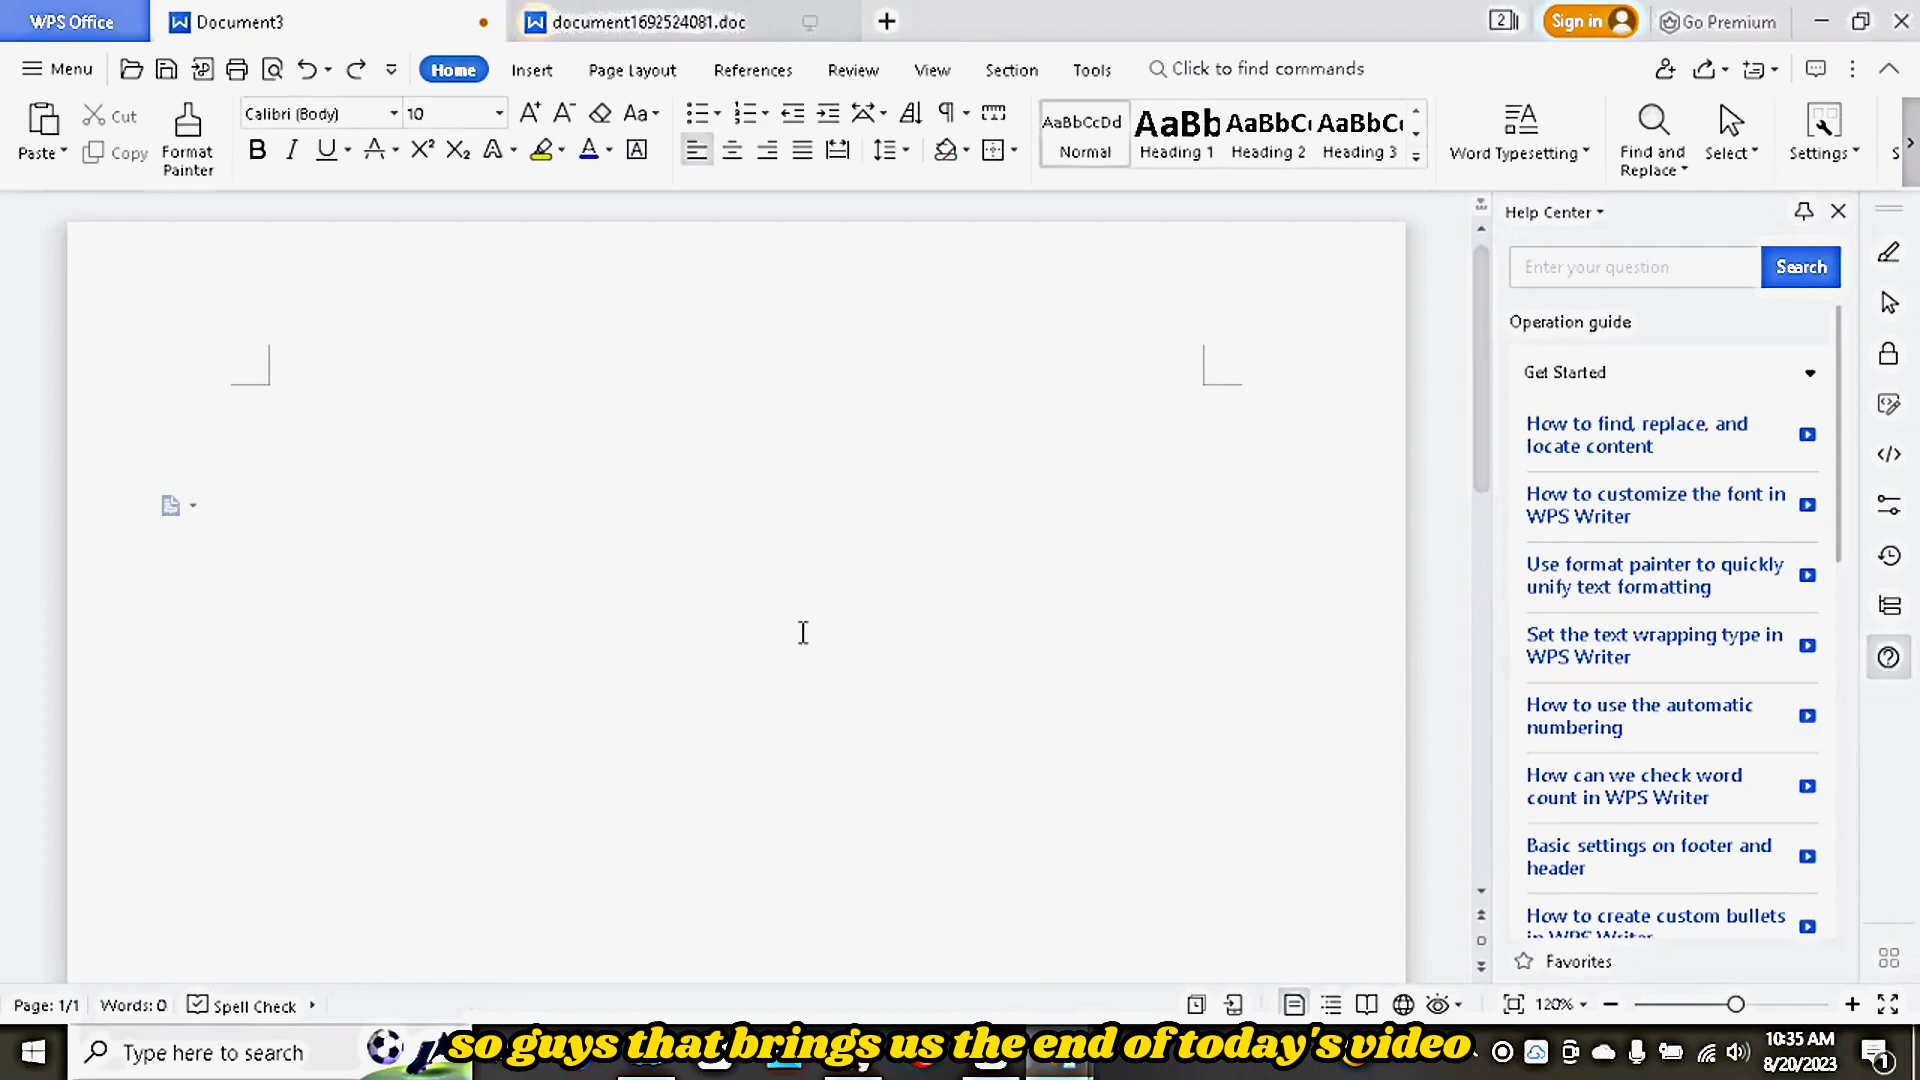 WPS Office
Document3
document1692524081.doc
2
Sign in
Go Premium
Menu
Home
Insert
Page Layout
References
Review
View
Section
Tools
Click to find commands
Paste
Cut
Copy
Format
Painter
Calibri (Body)
10
AaBbCcDd
Normal
AaBb
Heading 1
AaBbC
Heading 2
AaBbC
Heading 3
Word Typesetting
Find and
Replace
Select
Settings
S
Help Center
Enter your question
Search
Operation guide
Get Started
How to find, replace, and
locate content
How to customize the font in
WPS Writer
Use format painter to quickly
unify text formatting
Set the text wrapping type in
WPS Writer
How to use the automatic
numbering
How can we check word
count in WPS Writer
Basic settings on footer and
header
How to create custom bullets
in WPS Writer
Favorites
Page: 1/1
Words: 0
Spell Check
120%
Type here to search
so guys that brings us the end of today's video
10:35 AM
8/20/2023
1